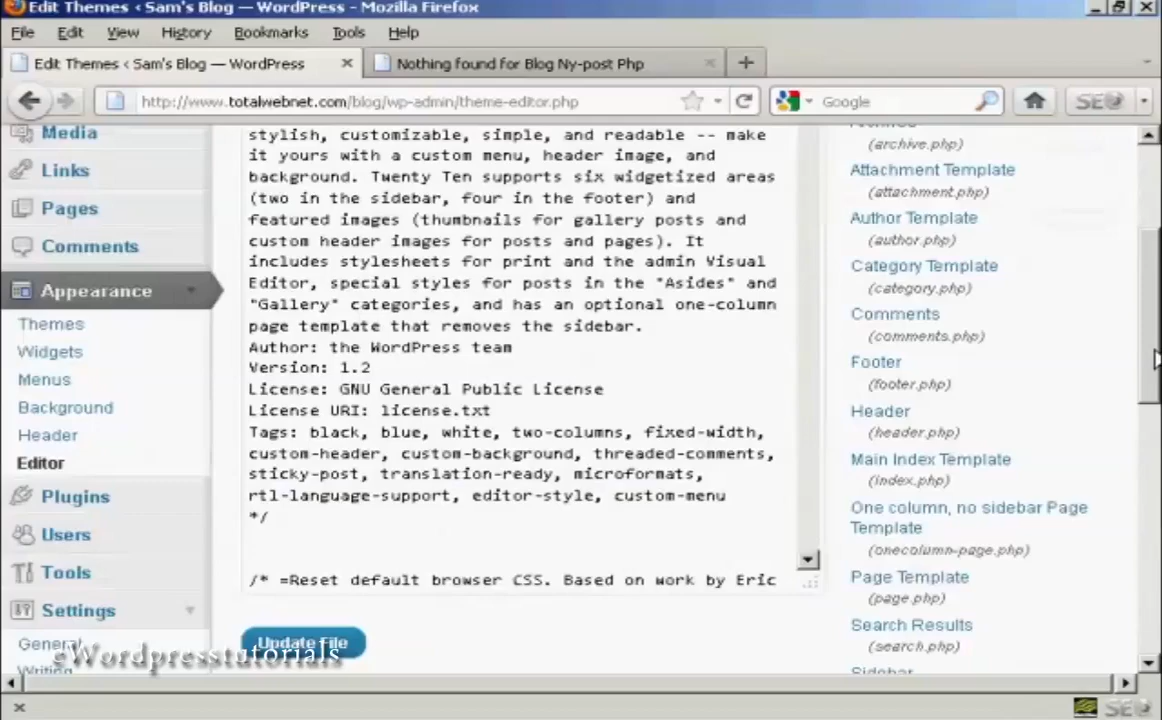 Edit Themes ‹ Sam's Blog — WordPress - Mozilla Firefox
File Edit View History Bookmarks Tools Help
Edit Themes ‹ Sam's Blog — WordPress
Nothing found for Blog Ny-post Php
http://www.totalwebnet.com/blog/wp-admin/theme-editor.php
Google
SE
Media
Links
Pages
Comments
Appearance
Themes
Widgets
Menus
Background
Header
Editor
Plugins
Users
Tools
Settings
General
Writing
stylish, customizable, simple, and readable -- make
it yours with a custom menu, header image, and
background. Twenty Ten supports six widgetized areas
(two in the sidebar, four in the footer) and
featured images (thumbnails for gallery posts and
custom header images for posts and pages). It
includes stylesheets for print and the admin Visual
Editor, special styles for posts in the "Asides" and
"Gallery" categories, and has an optional one-column
page template that removes the sidebar.
Author: the WordPress team
Version: 1.2
License: GNU General Public License
License URI: license.txt
Tags: black, blue, white, two-columns, fixed-width,
custom-header, custom-background, threaded-comments,
sticky-post, translation-ready, microformats,
rtl-language-support, editor-style, custom-menu
*/
/* =Reset default browser CSS. Based on work by Eric
Update File
eWordpresstutorials
(archive.php)
Attachment Template
(attachment.php)
Author Template
(author.php)
Category Template
(category.php)
Comments
(comments.php)
Footer
(footer.php)
Header
(header.php)
Main Index Template
(index.php)
One column, no sidebar Page
Template
(onecolumn-page.php)
Page Template
(page.php)
Search Results
(search.php)
Sidebar
SE